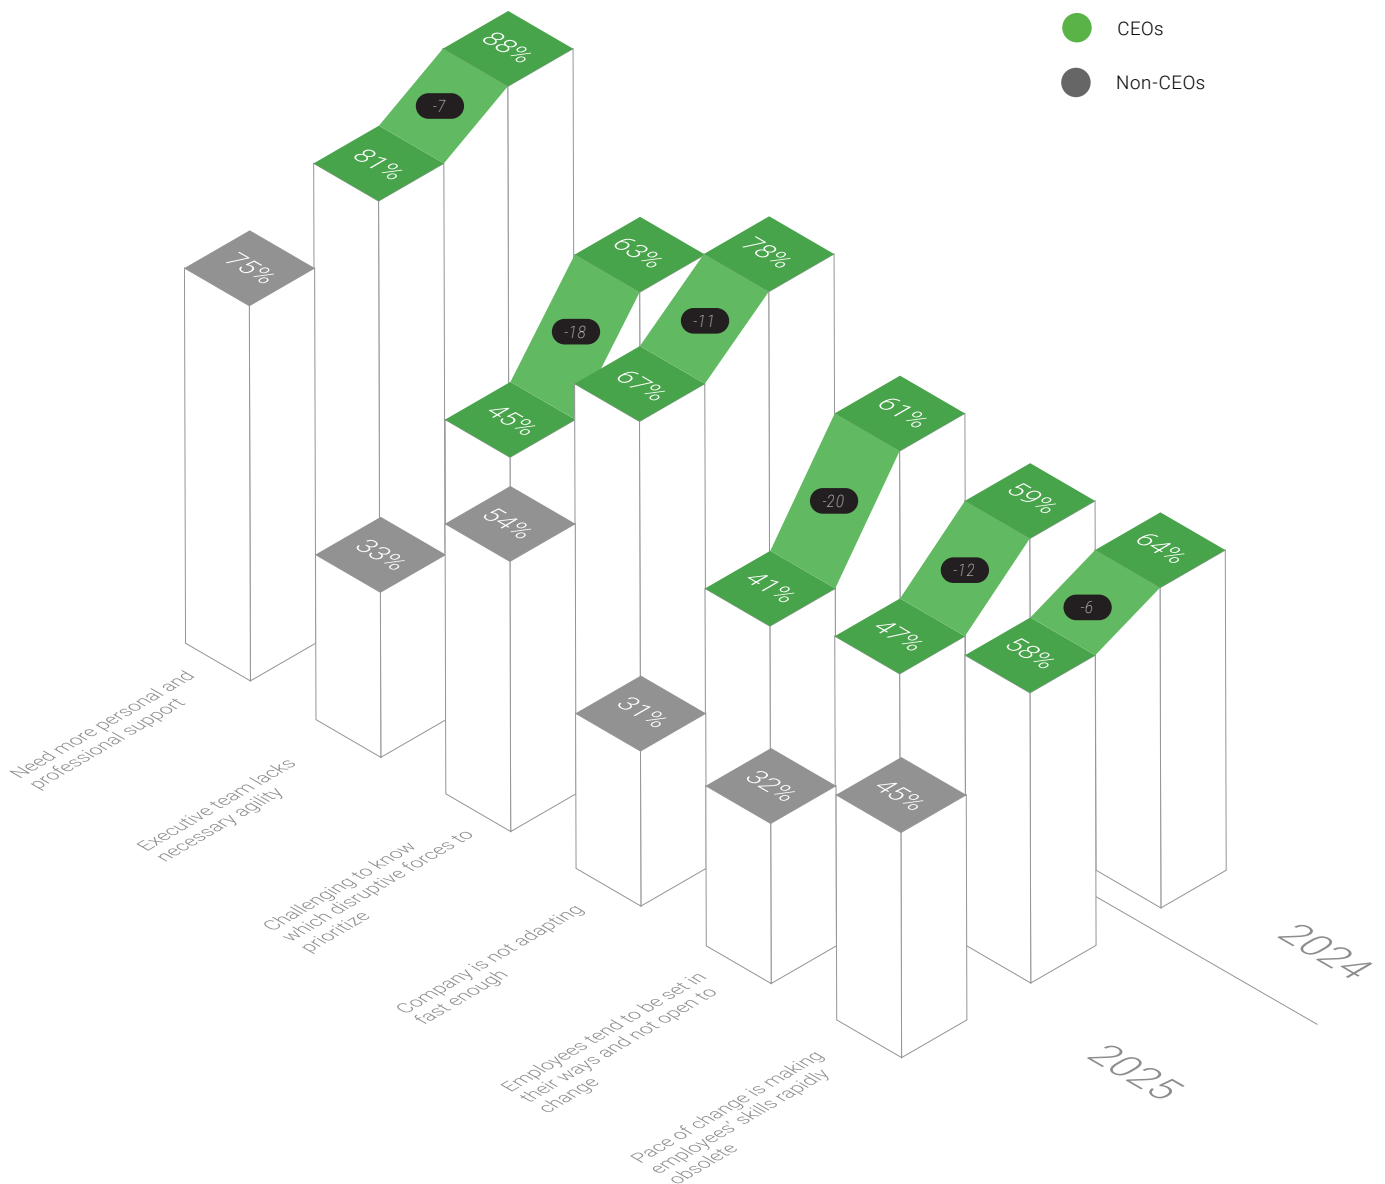 CEOs
Non-CEOs
88%
-7
81%
75%
63%
78%
-18
-11
67%
45%
61%
54%
59%
-20
33%
64%
-12
41%
-6
47%
58%
31%
32%
45%
Need more personal and
professional support
Executive team lacks
necessary agility
Challenging to know
which disruptive forces to
prioritize
Company is not adapting
fast enough
Employees tend to be set in
their ways and not open to
change
Pace of change is making
employees' skills rapidly
obsolete
2024
2025